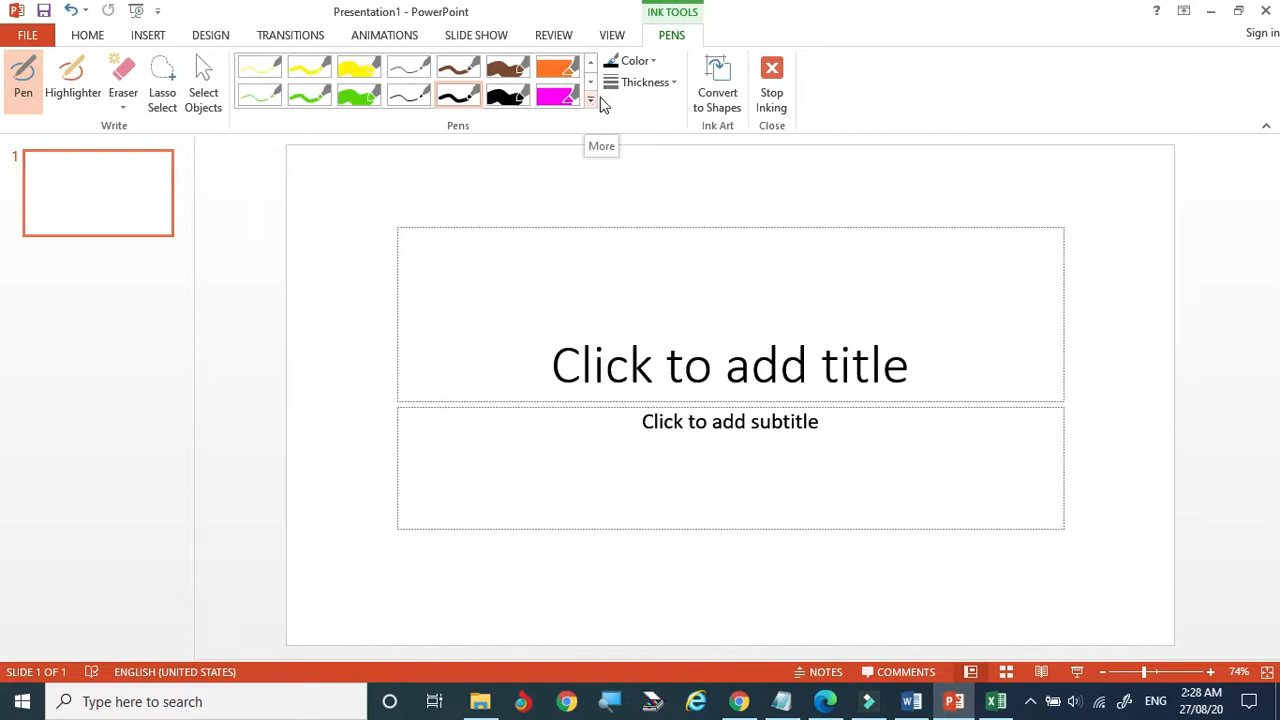 Presentation1 - PowerPoint
INK TOOLS
?
FILE
HOME
INSERT
DESIGN
TRANSITIONS
ANIMATIONS
SLIDE SHOW
REVIEW
VIEW
PENS
Sign in
Pen
Highlighter
Eraser
Lasso
Select
Select
Objects
Color
Thickness
Convert
to Shapes
Stop
Inking
Write
Pens
Ink Art
Close
More
1
Click to add title
Click to add subtitle
SLIDE 1 OF 1
ENGLISH (UNITED STATES)
NOTES
COMMENTS
74%
Type here to search
ENG
2:28 AM
27/08/20